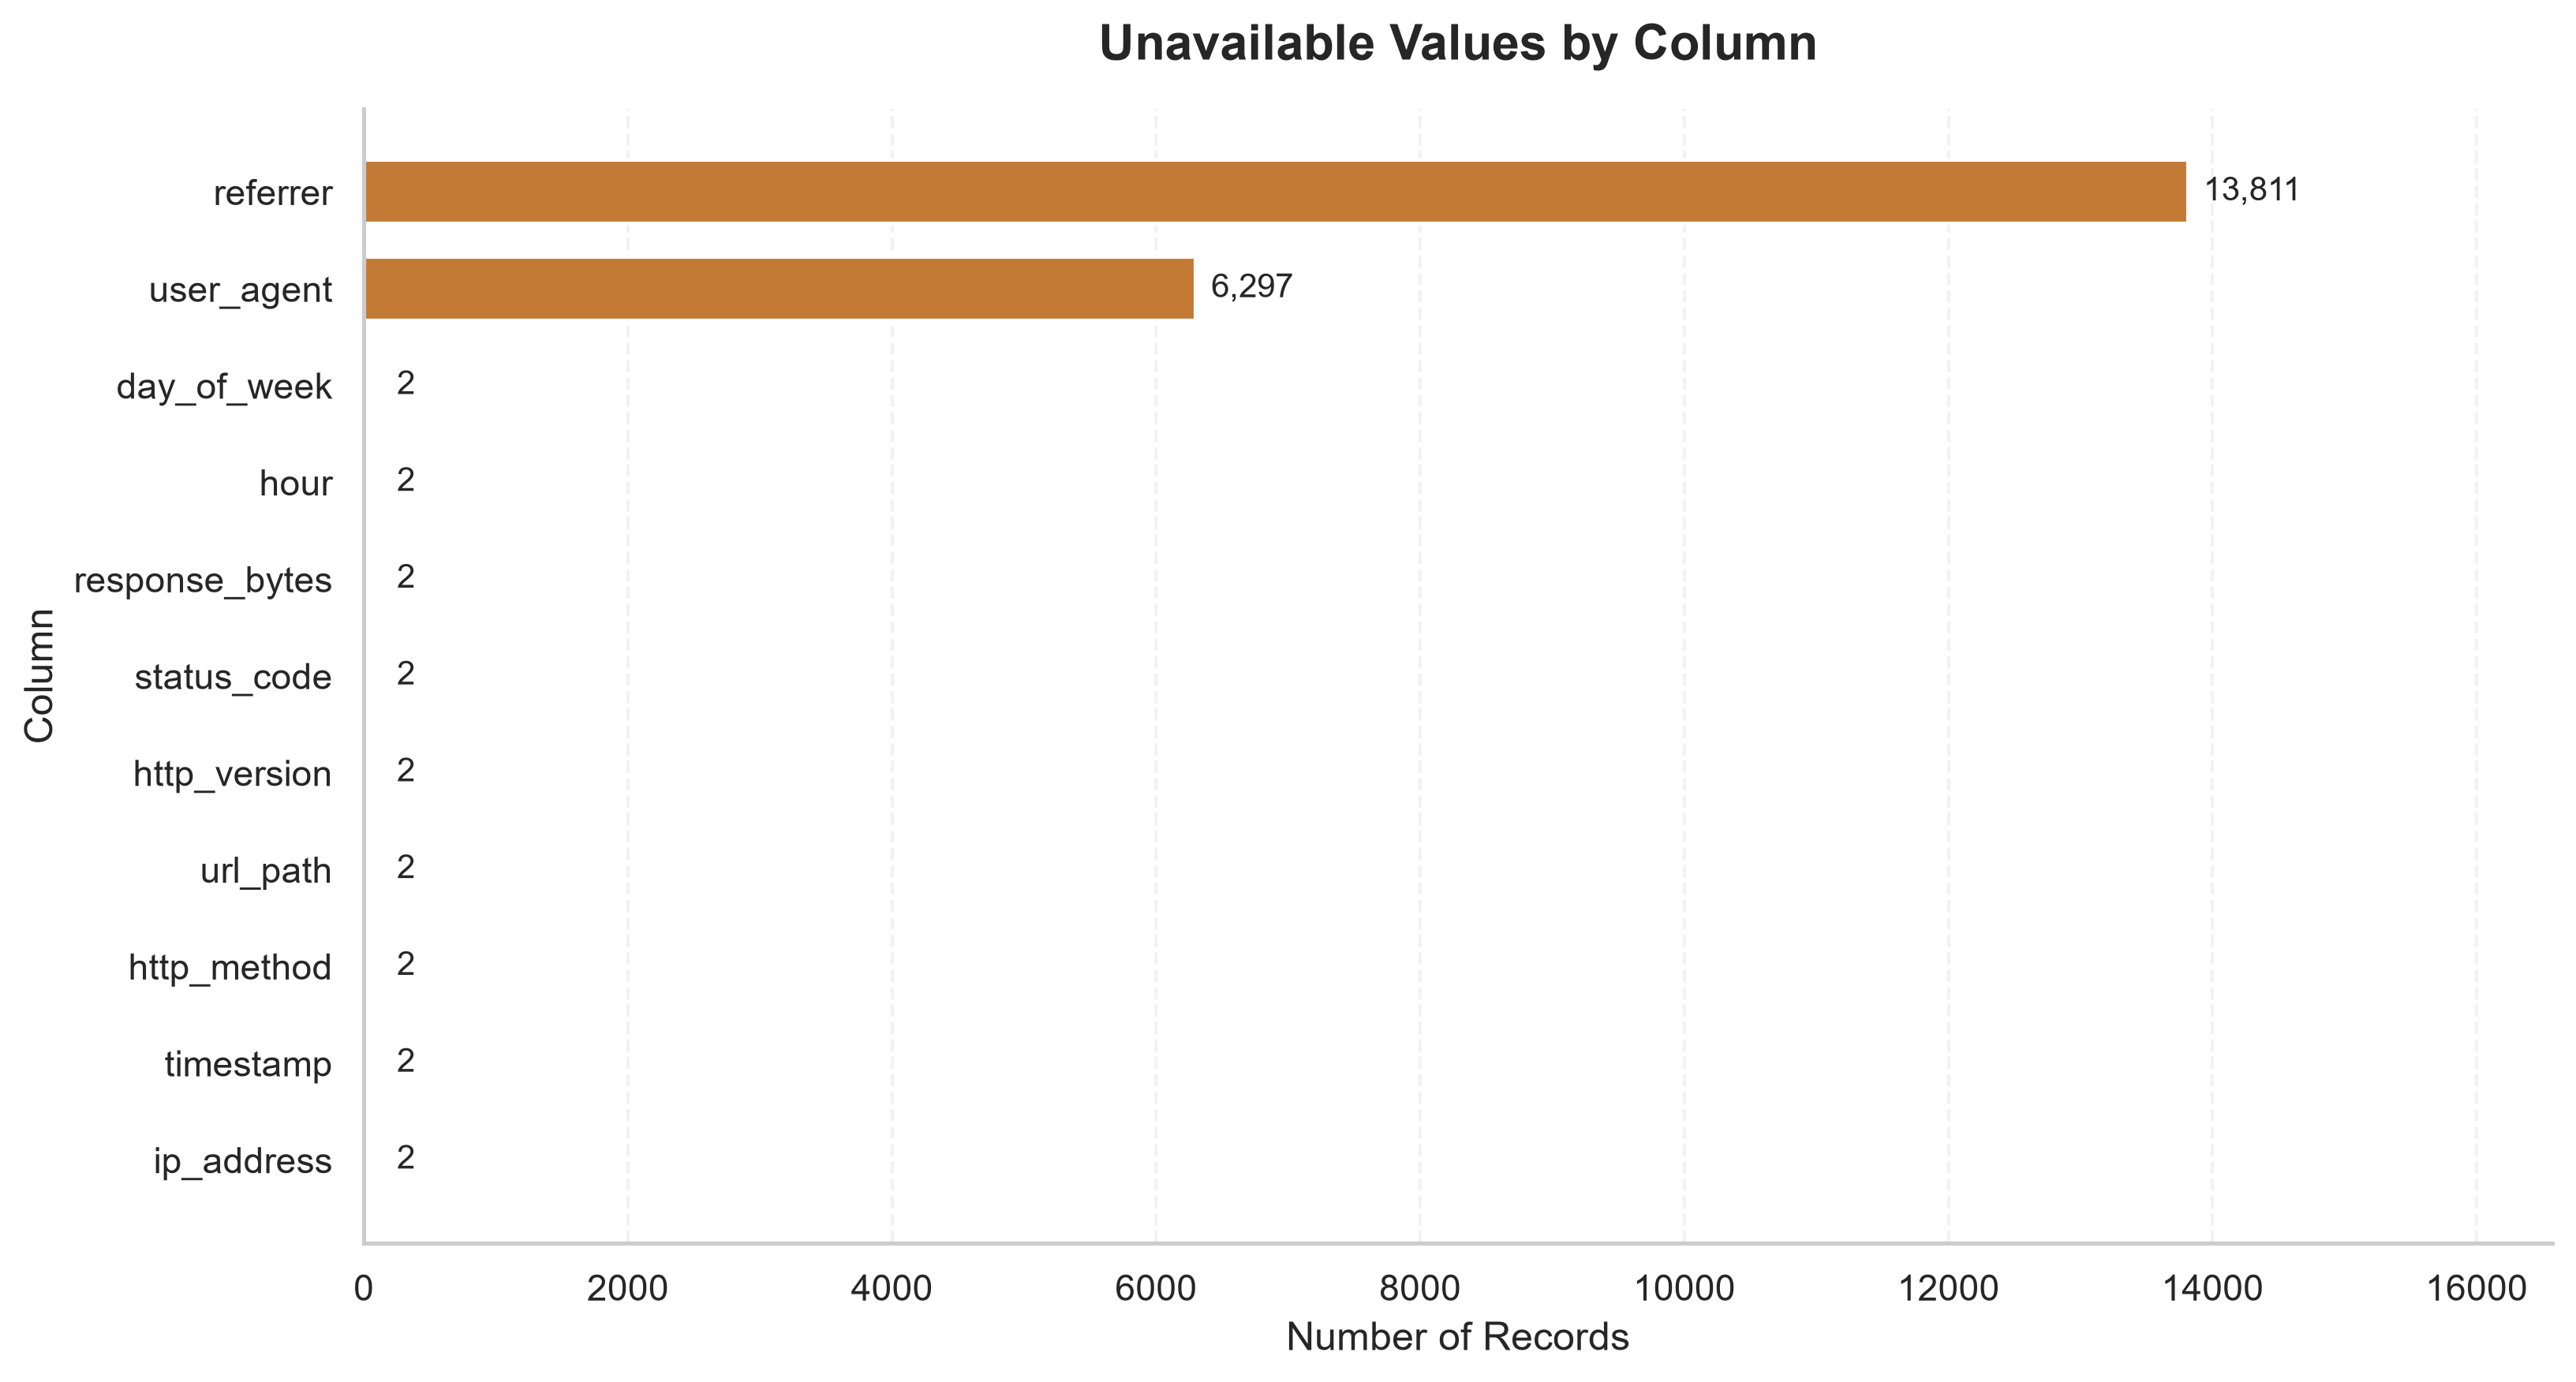 Unavailable Values by Column
referrer 13,811
user_agent 6,297
day_of_week 2
hour 2
response_bytes 2
status_code 2
http_version 2
url_path 2
http_method 2
timestamp 2
ip_address 2
Column
0 2000 4000 6000 8000 10000 12000 14000 16000
Number of Records